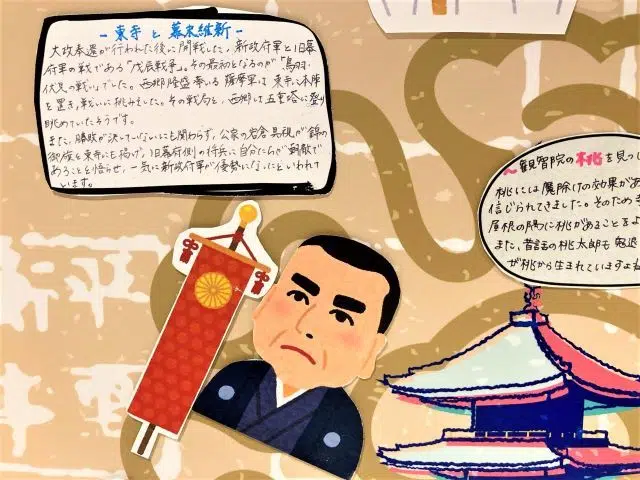 - 東寺と幕末維新 -
大政奉還が行われた後に開戦した、新政府軍と旧幕
府軍の戦である「戊辰戦争」。その最初となるのが「鳥羽・
伏見の戦い」でした。西郷隆盛率いる薩摩軍は東寺に本陣
を置き、戦いに挑みました。その戦局を、西郷は五重塔に登り
眺めていたそうです。
また、勝敗が決していないにも関わらず、公家の岩倉具視が錦の
御旗を東寺にも掲げ、旧幕府側の将兵に自分たちが朝敵で
あることを悟らせ、一気に新政府軍が優勢になったといわれて
います。
〜観智院の桃を見つ
桃には魔除けの効果があ
信じられてきました。そのため
屋根の隅に桃があることを
また、昔話の桃太郎も鬼退
が桃から生まれていますよね